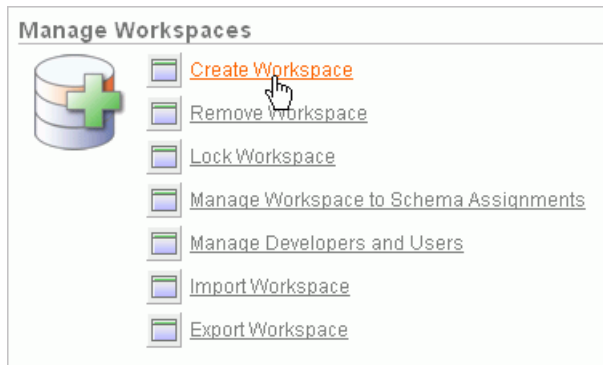 Manage Workspaces
Create Workspace
Remove Workspace
Lock Workspace
Manage Workspace to Schema Assignments
Manage Developers and Users
Import Workspace
Export Workspace